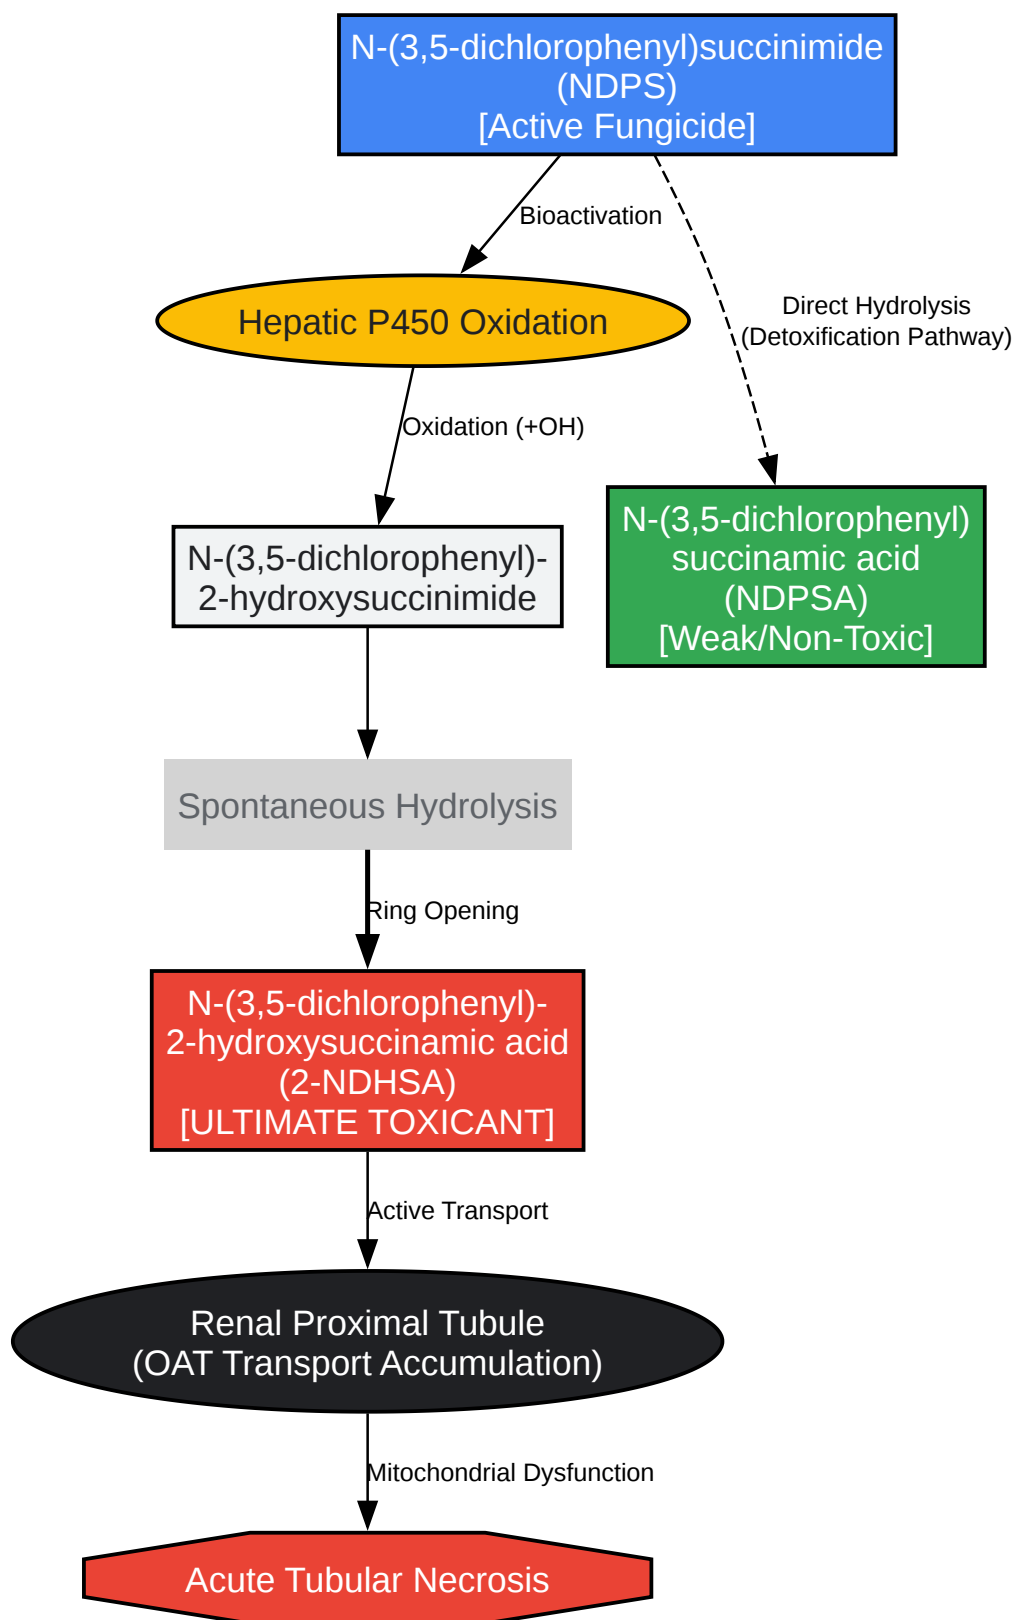 N-(3,5-dichlorophenyl)succinimide
(NDPS)
[Active Fungicide]
Bioactivation
Direct Hydrolysis
(Detoxification Pathway)
Hepatic P450 Oxidation
Oxidation (+OH)
N-(3,5-dichlorophenyl)
succinamic acid
(NDPSA)
[Weak/Non-Toxic]
N-(3,5-dichlorophenyl)-
2-hydroxysuccinimide
Spontaneous Hydrolysis
Ring Opening
N-(3,5-dichlorophenyl)-
2-hydroxysuccinamic acid
(2-NDHSA)
[ULTIMATE TOXICANT]
Active Transport
Renal Proximal Tubule
(OAT Transport Accumulation)
Mitochondrial Dysfunction
Acute Tubular Necrosis